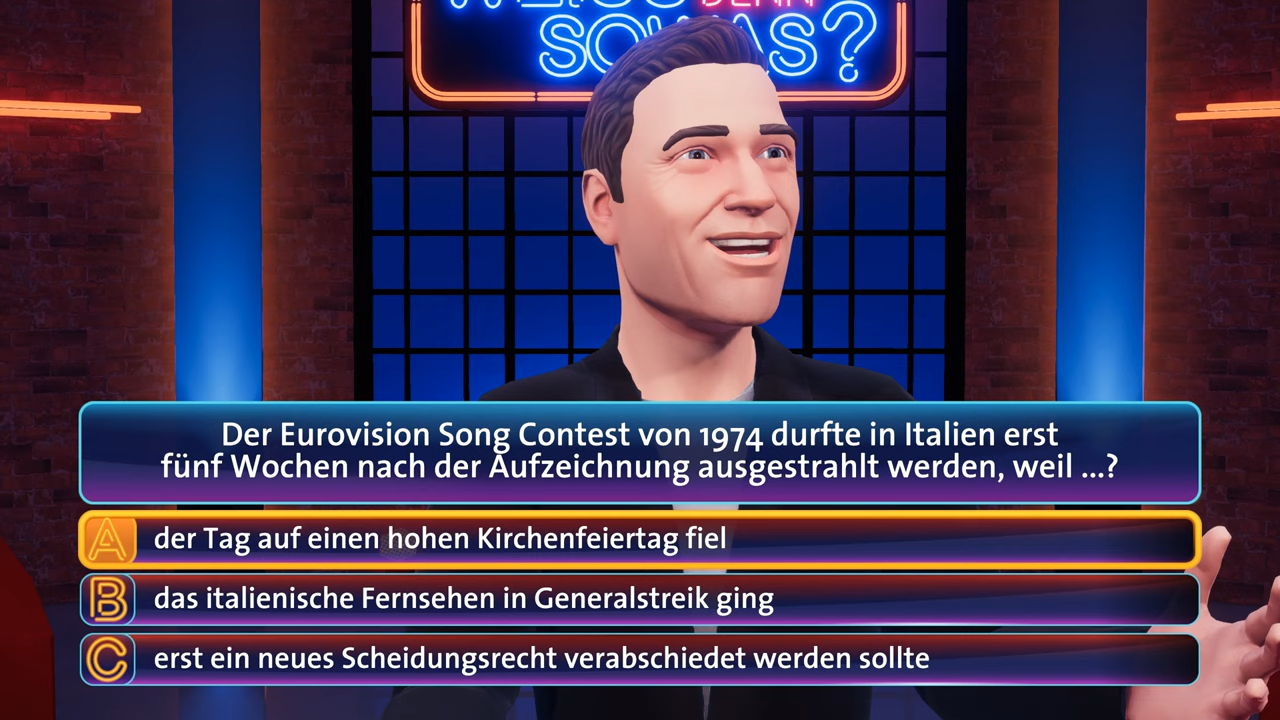 SOWAS?
Der Eurovision Song Contest von 1974 durfte in Italien erst
fünf Wochen nach der Aufzeichnung ausgestrahlt werden, weil ...?
A der Tag auf einen hohen Kirchenfeiertag fiel
B das italienische Fernsehen in Generalstreik ging
C erst ein neues Scheidungsrecht verabschiedet werden sollte